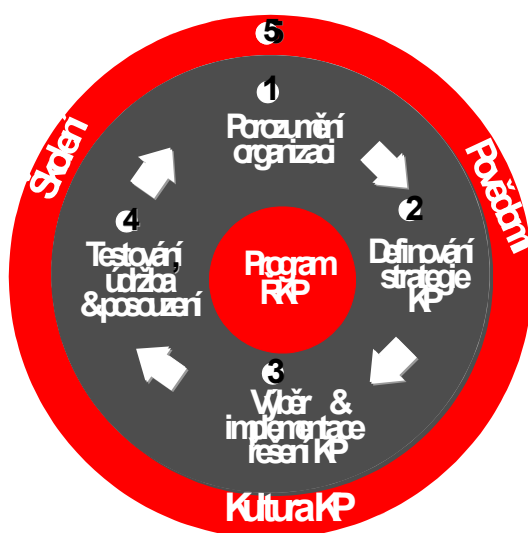 5
1
Porozumění
organizaci
Školení
Povědomí
2
Definování
strategie
KP
4
Testování,
údržba
& posouzení
Program
ŘKP
3
Výběr &
implementace
řešení KP
Kultura KP